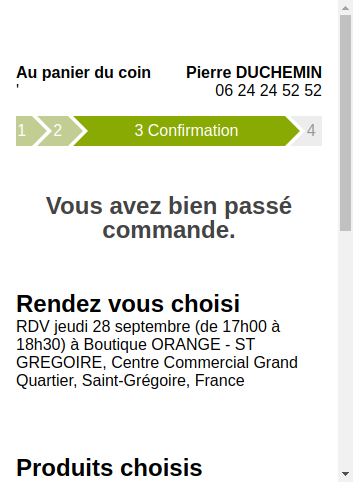 Au panier du coin Pierre DUCHEMIN
' 06 24 24 52 52
1 2 3 Confirmation 4
Vous avez bien passé
commande.
Rendez vous choisi
RDV jeudi 28 septembre (de 17h00 à
18h30) à Boutique ORANGE - ST
GREGOIRE, Centre Commercial Grand
Quartier, Saint-Grégoire, France
Produits choisis